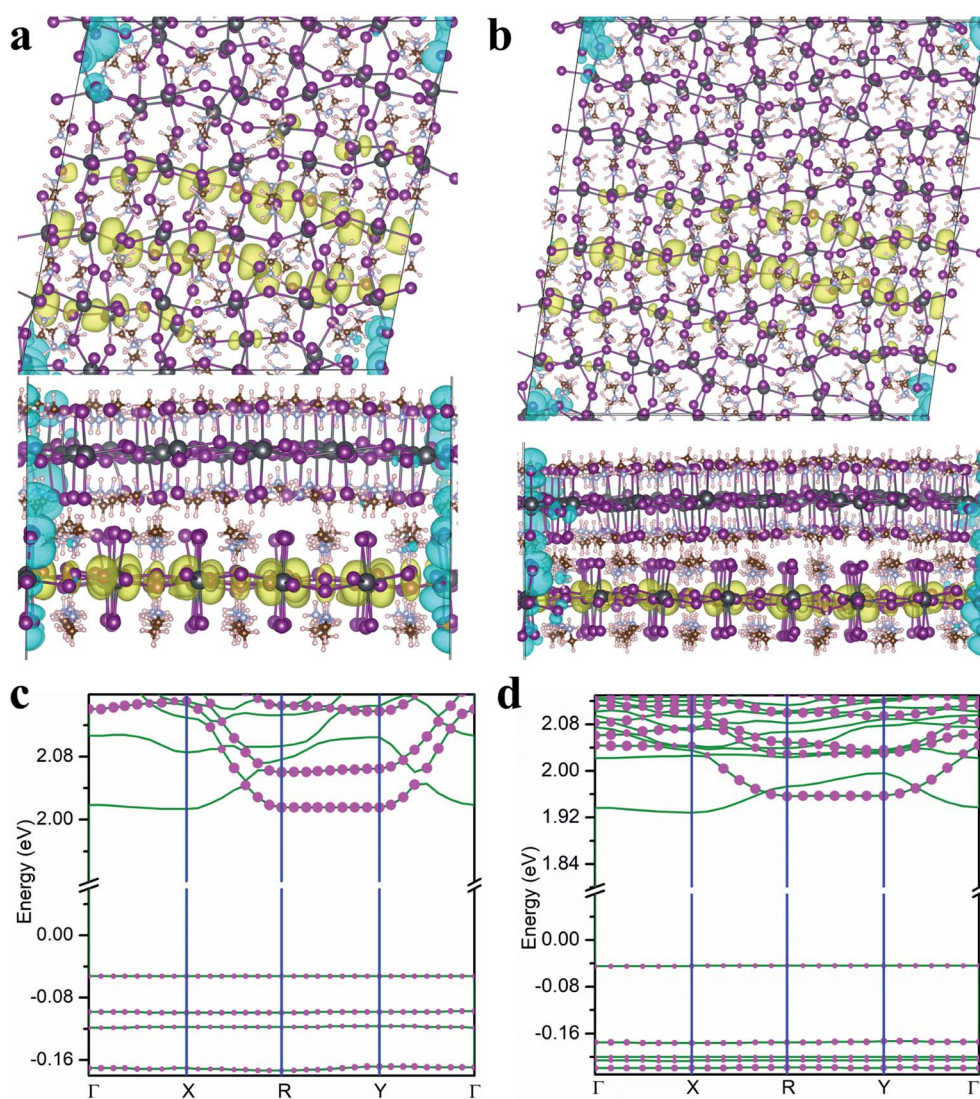 a
b
c
2.08
2.00
0.00
-0.08
-0.16
Energy (eV)
Γ
X
R
Y
Γ
d
2.08
2.00
1.92
1.84
0.00
-0.08
-0.16
Energy (eV)
Γ
X
R
Y
Γ